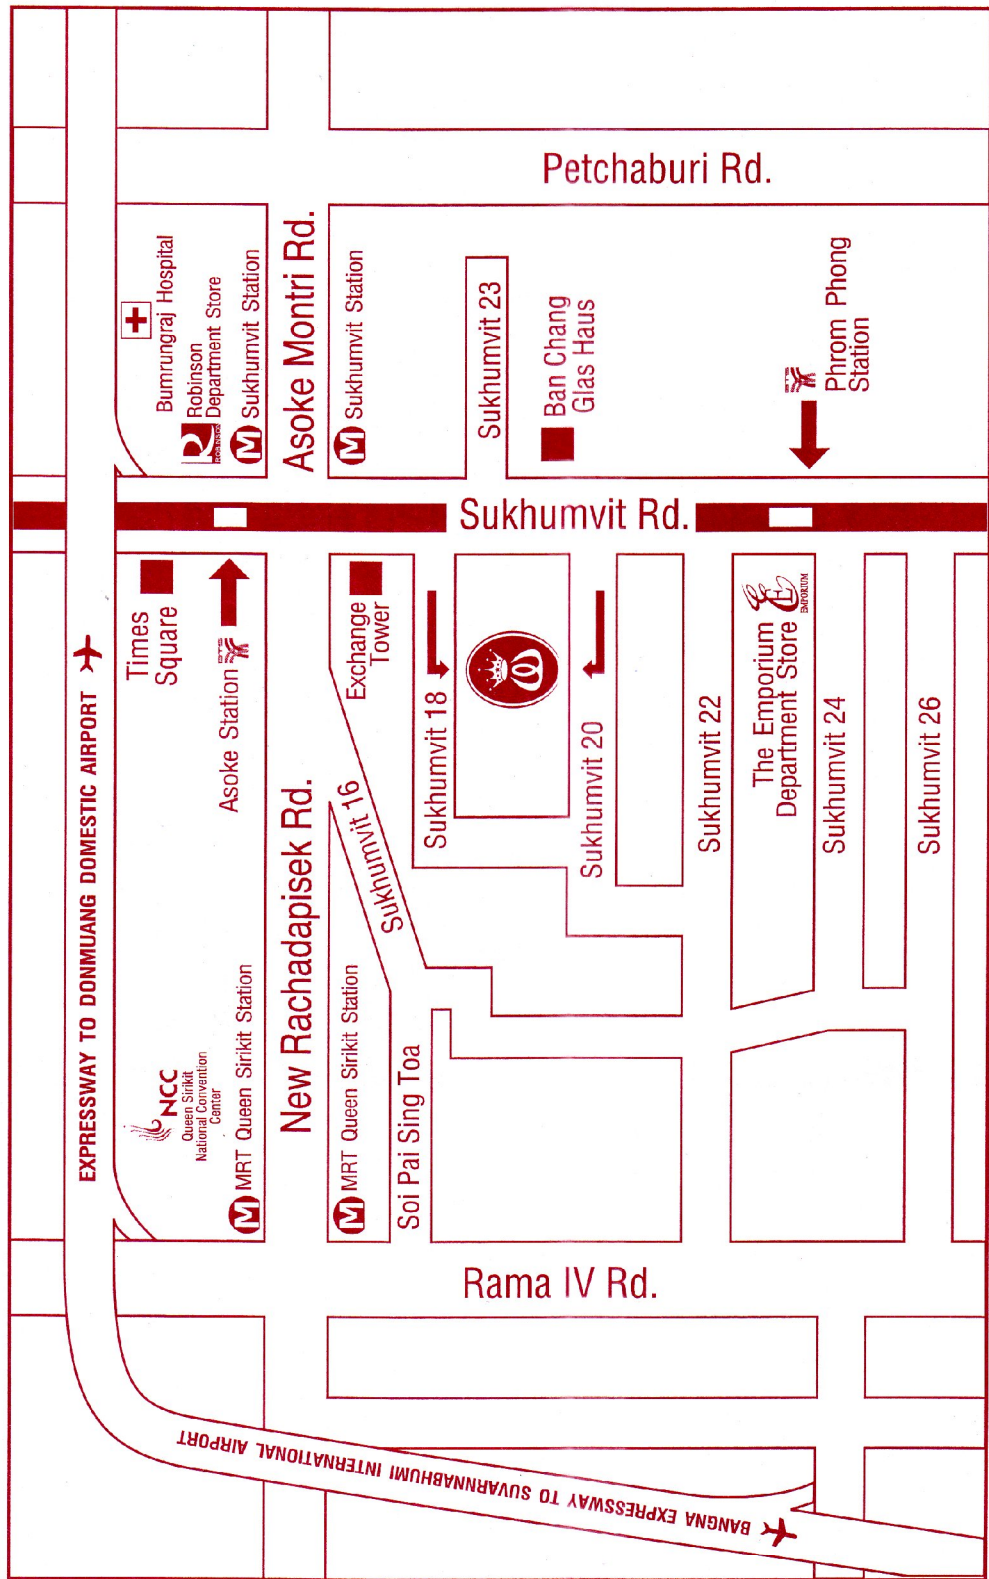 Petchaburi Rd.
Bumrungraj Hospital
Robinson
Department Store
ROBINSON
M Sukhumvit Station
Asoke Montri Rd.
M Sukhumvit Station
Sukhumvit 23
Ban Chang
Glas Haus
Phrom Phong
Station
Sukhumvit Rd.
EXPRESSWAY TO DONMUANG DOMESTIC AIRPORT
Times
Square
BTS
Asoke Station
Exchange
Tower
Sukhumvit 18
Sukhumvit 20
Sukhumvit 22
The Emporium
Department Store
E
EMPORIUM
Sukhumvit 24
Sukhumvit 26
New Rachadapisek Rd.
Sukhumvit 16
NCC
Queen Sirikit
National Convention
Center
M MRT Queen Sirikit Station
M MRT Queen Sirikit Station
Soi Pai Sing Toa
Rama IV Rd.
BANGNA EXPRESSWAY TO SUVARNNABHUMI INTERNATIONAL AIRPORT